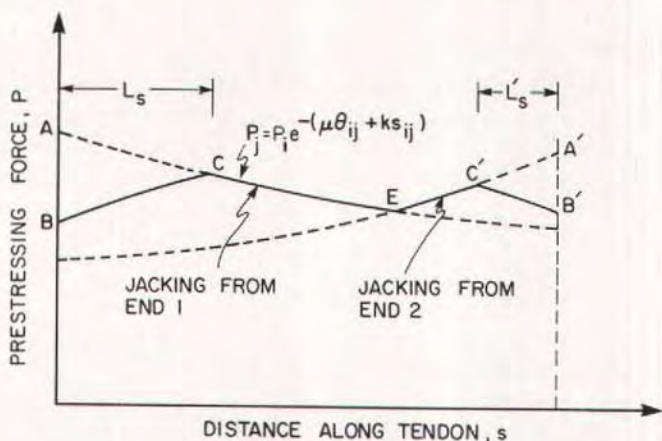 PRESTRESSING FORCE, P
A
B
L_s
C
P_j = P_i e^-(μθ_ij + ks_ij)
E
L'_s
C'
A'
B'
JACKING FROM
END 1
JACKING FROM
END 2
DISTANCE ALONG TENDON, s